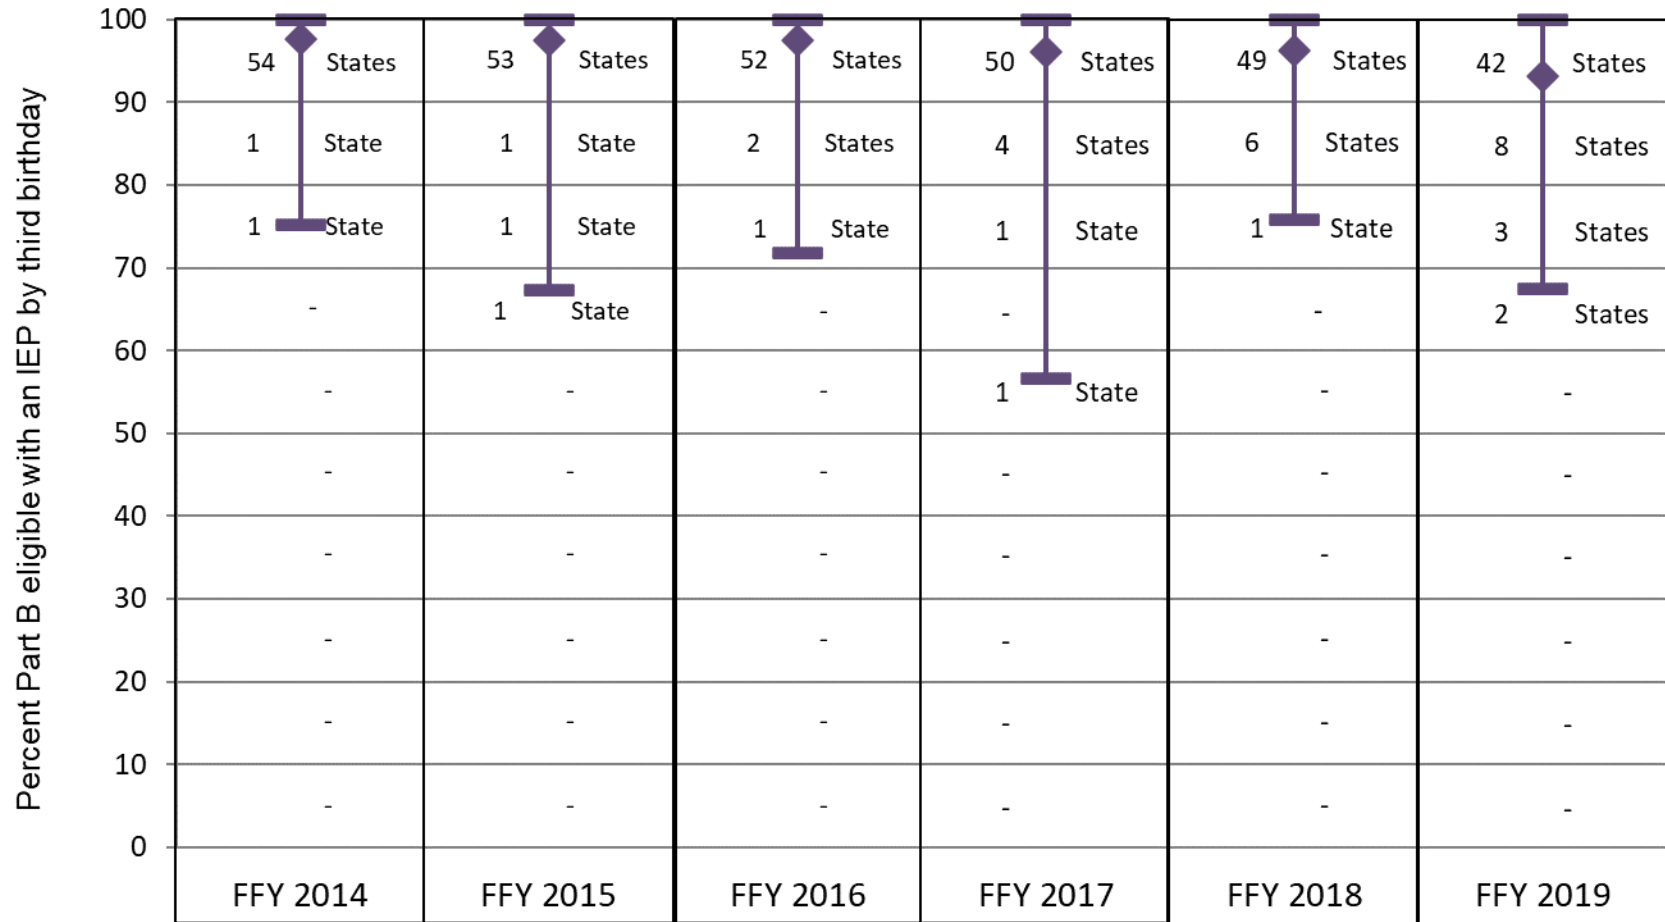 Percent Part B eligible with an IEP by third birthday
100
54 States 53 States 52 States 50 States 49 States 42 States
90
1 State 1 State 2 States 4 States 6 States 8 States
80
1 State 1 State 1 State 1 State 1 State 3 States
70
- 1 State - - - 2 States
60
- - - 1 State - -
50
- - - - - -
40
- - - - - -
30
- - - - - -
20
- - - - - -
10
- - - - - -
0
FFY 2014 FFY 2015 FFY 2016 FFY 2017 FFY 2018 FFY 2019